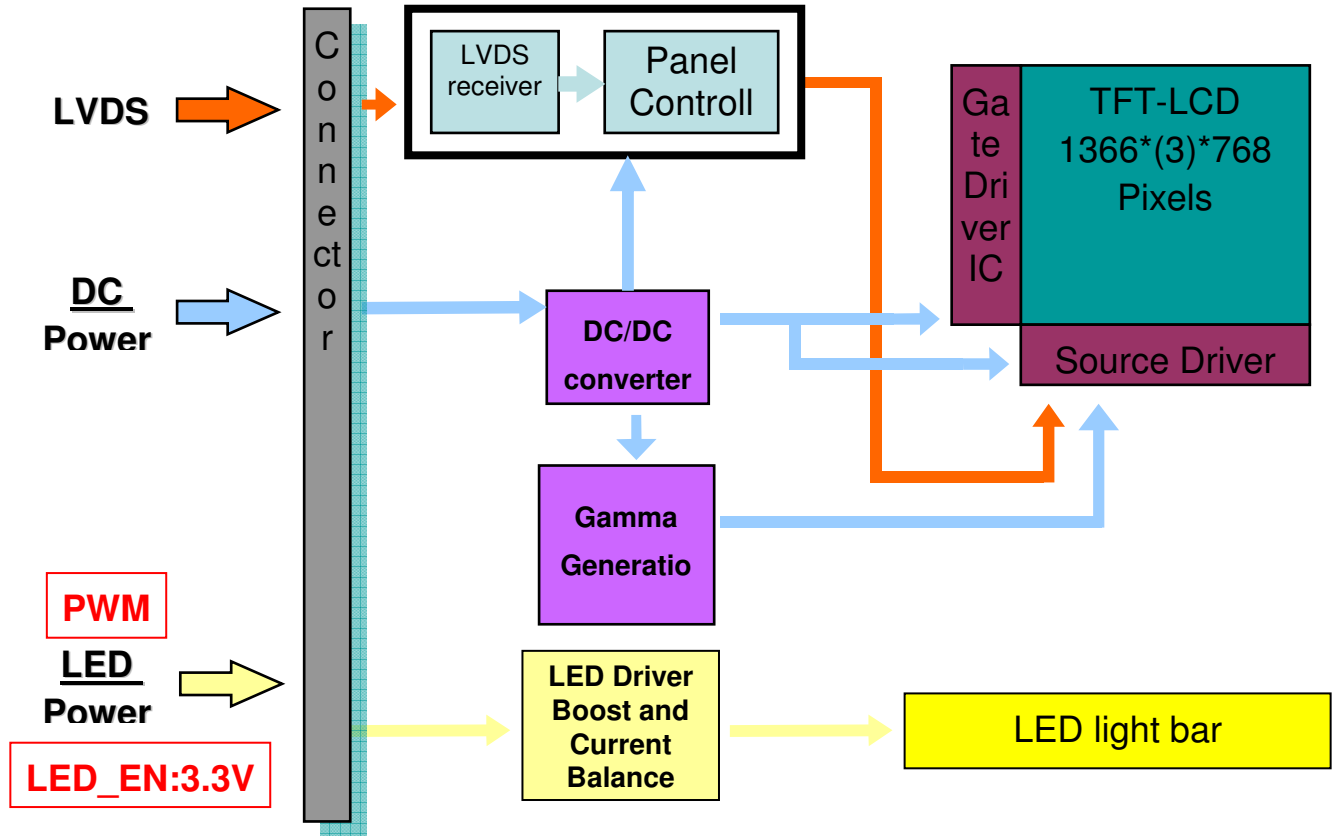 LVDS
DC
Power
PWM
LED
Power
LED_EN:3.3V
C
o
n
n
e
ct
o
r
LVDS
receiver
Panel
Controll
DC/DC
converter
Gamma
Generatio
LED Driver
Boost and
Current
Balance
Ga
te
Dri
ver
IC
TFT-LCD
1366*(3)*768
Pixels
Source Driver
LED light bar